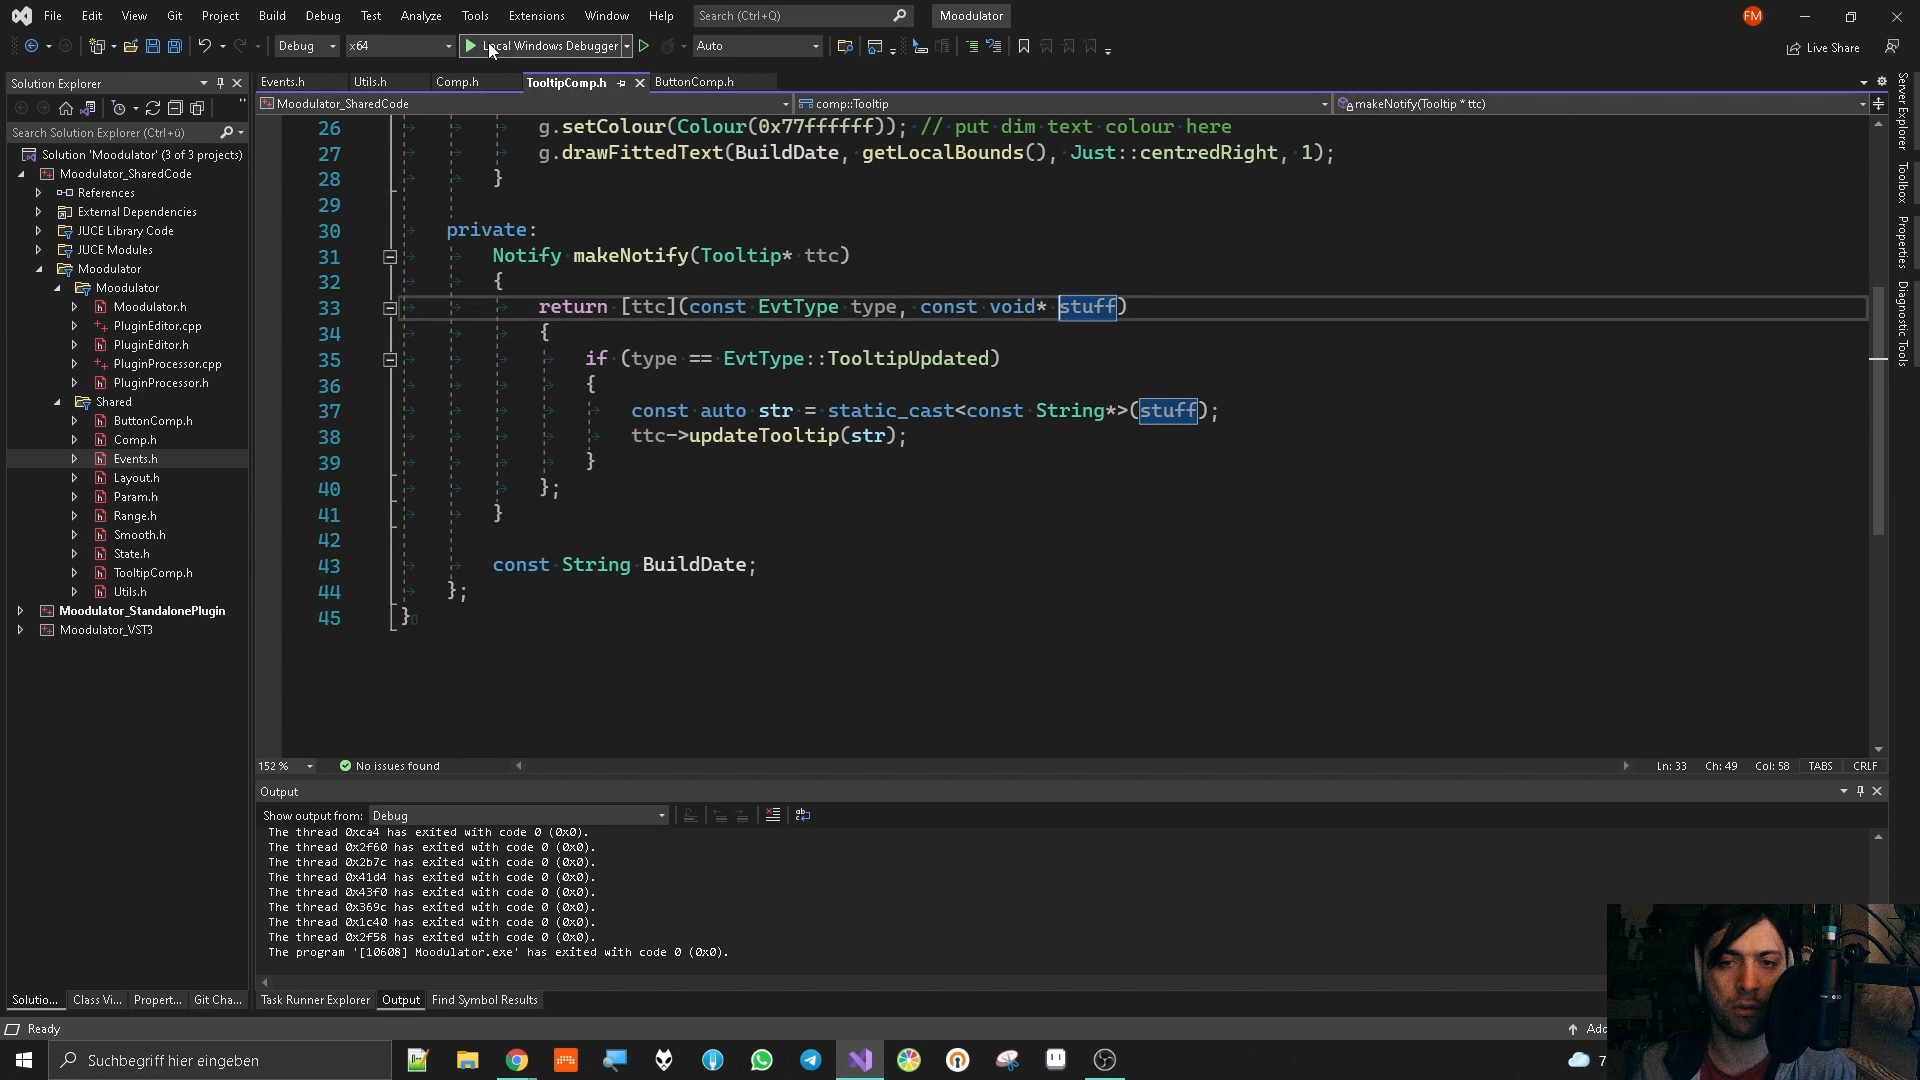 File Edit View Git Project Build Debug Test Analyze Tools Extensions Window Help Search (Ctrl+Q) Moodulator FM
Debug x64 Local Windows Debugger Auto Live Share
Solution Explorer
Search Solution Explorer (Ctrl+ü)
Solution 'Moodulator' (3 of 3 projects)
Moodulator_SharedCode
References
External Dependencies
JUCE Library Code
JUCE Modules
Moodulator
Moodulator
Moodulator.h
PluginEditor.cpp
PluginEditor.h
PluginProcessor.cpp
PluginProcessor.h
Shared
ButtonComp.h
Comp.h
Events.h
Layout.h
Param.h
Range.h
Smooth.h
State.h
TooltipComp.h
Utils.h
Moodulator_StandalonePlugin
Moodulator_VST3
Solutio... Class Vi... Propert... Git Cha...
Events.h Utils.h Comp.h TooltipComp.h ButtonComp.h
Moodulator_SharedCode comp::Tooltip makeNotify(Tooltip * ttc)
26 g.setColour(Colour(0x77ffffff)); // put dim text colour here
27 g.drawFittedText(BuildDate, getLocalBounds(), Just::centredRight, 1);
28 }
29
30 private:
31 Notify makeNotify(Tooltip* ttc)
32 {
33 return [ttc](const EvtType type, const void* stuff)
34 {
35 if (type == EvtType::TooltipUpdated)
36 {
37 const auto str = static_cast<const String*>(stuff);
38 ttc->updateTooltip(str);
39 }
40 };
41 }
42
43 const String BuildDate;
44 };
45 }
152 % No issues found Ln: 33 Ch: 49 Col: 58 TABS CRLF
Output
Show output from: Debug
The thread 0xca4 has exited with code 0 (0x0).
The thread 0x2f60 has exited with code 0 (0x0).
The thread 0x2b7c has exited with code 0 (0x0).
The thread 0x41d4 has exited with code 0 (0x0).
The thread 0x43f0 has exited with code 0 (0x0).
The thread 0x369c has exited with code 0 (0x0).
The thread 0x1c40 has exited with code 0 (0x0).
The thread 0x2f58 has exited with code 0 (0x0).
The program '[10608] Moodulator.exe' has exited with code 0 (0x0).
Task Runner Explorer Output Find Symbol Results
Server Explorer
Toolbox
Properties
Diagnostic Tools
Ready Add
Suchbegriff hier eingeben 7